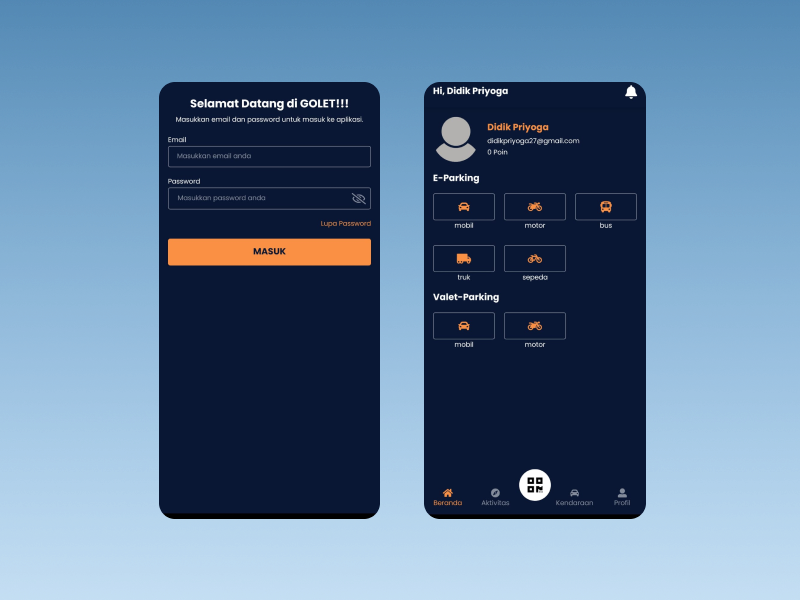 Selamat Datang di GOLET!!!
Masukkan email dan password untuk masuk ke aplikasi.
Email
Masukkan email anda
Password
Masukkan password anda
Lupa Password
MASUK
Hi, Didik Priyoga
Didik Priyoga
didikpriyoga27@gmail.com
0 Poin
E-Parking
mobil
motor
bus
truk
sepeda
Valet-Parking
mobil
motor
Beranda
Aktivitas
Kendaraan
Profil